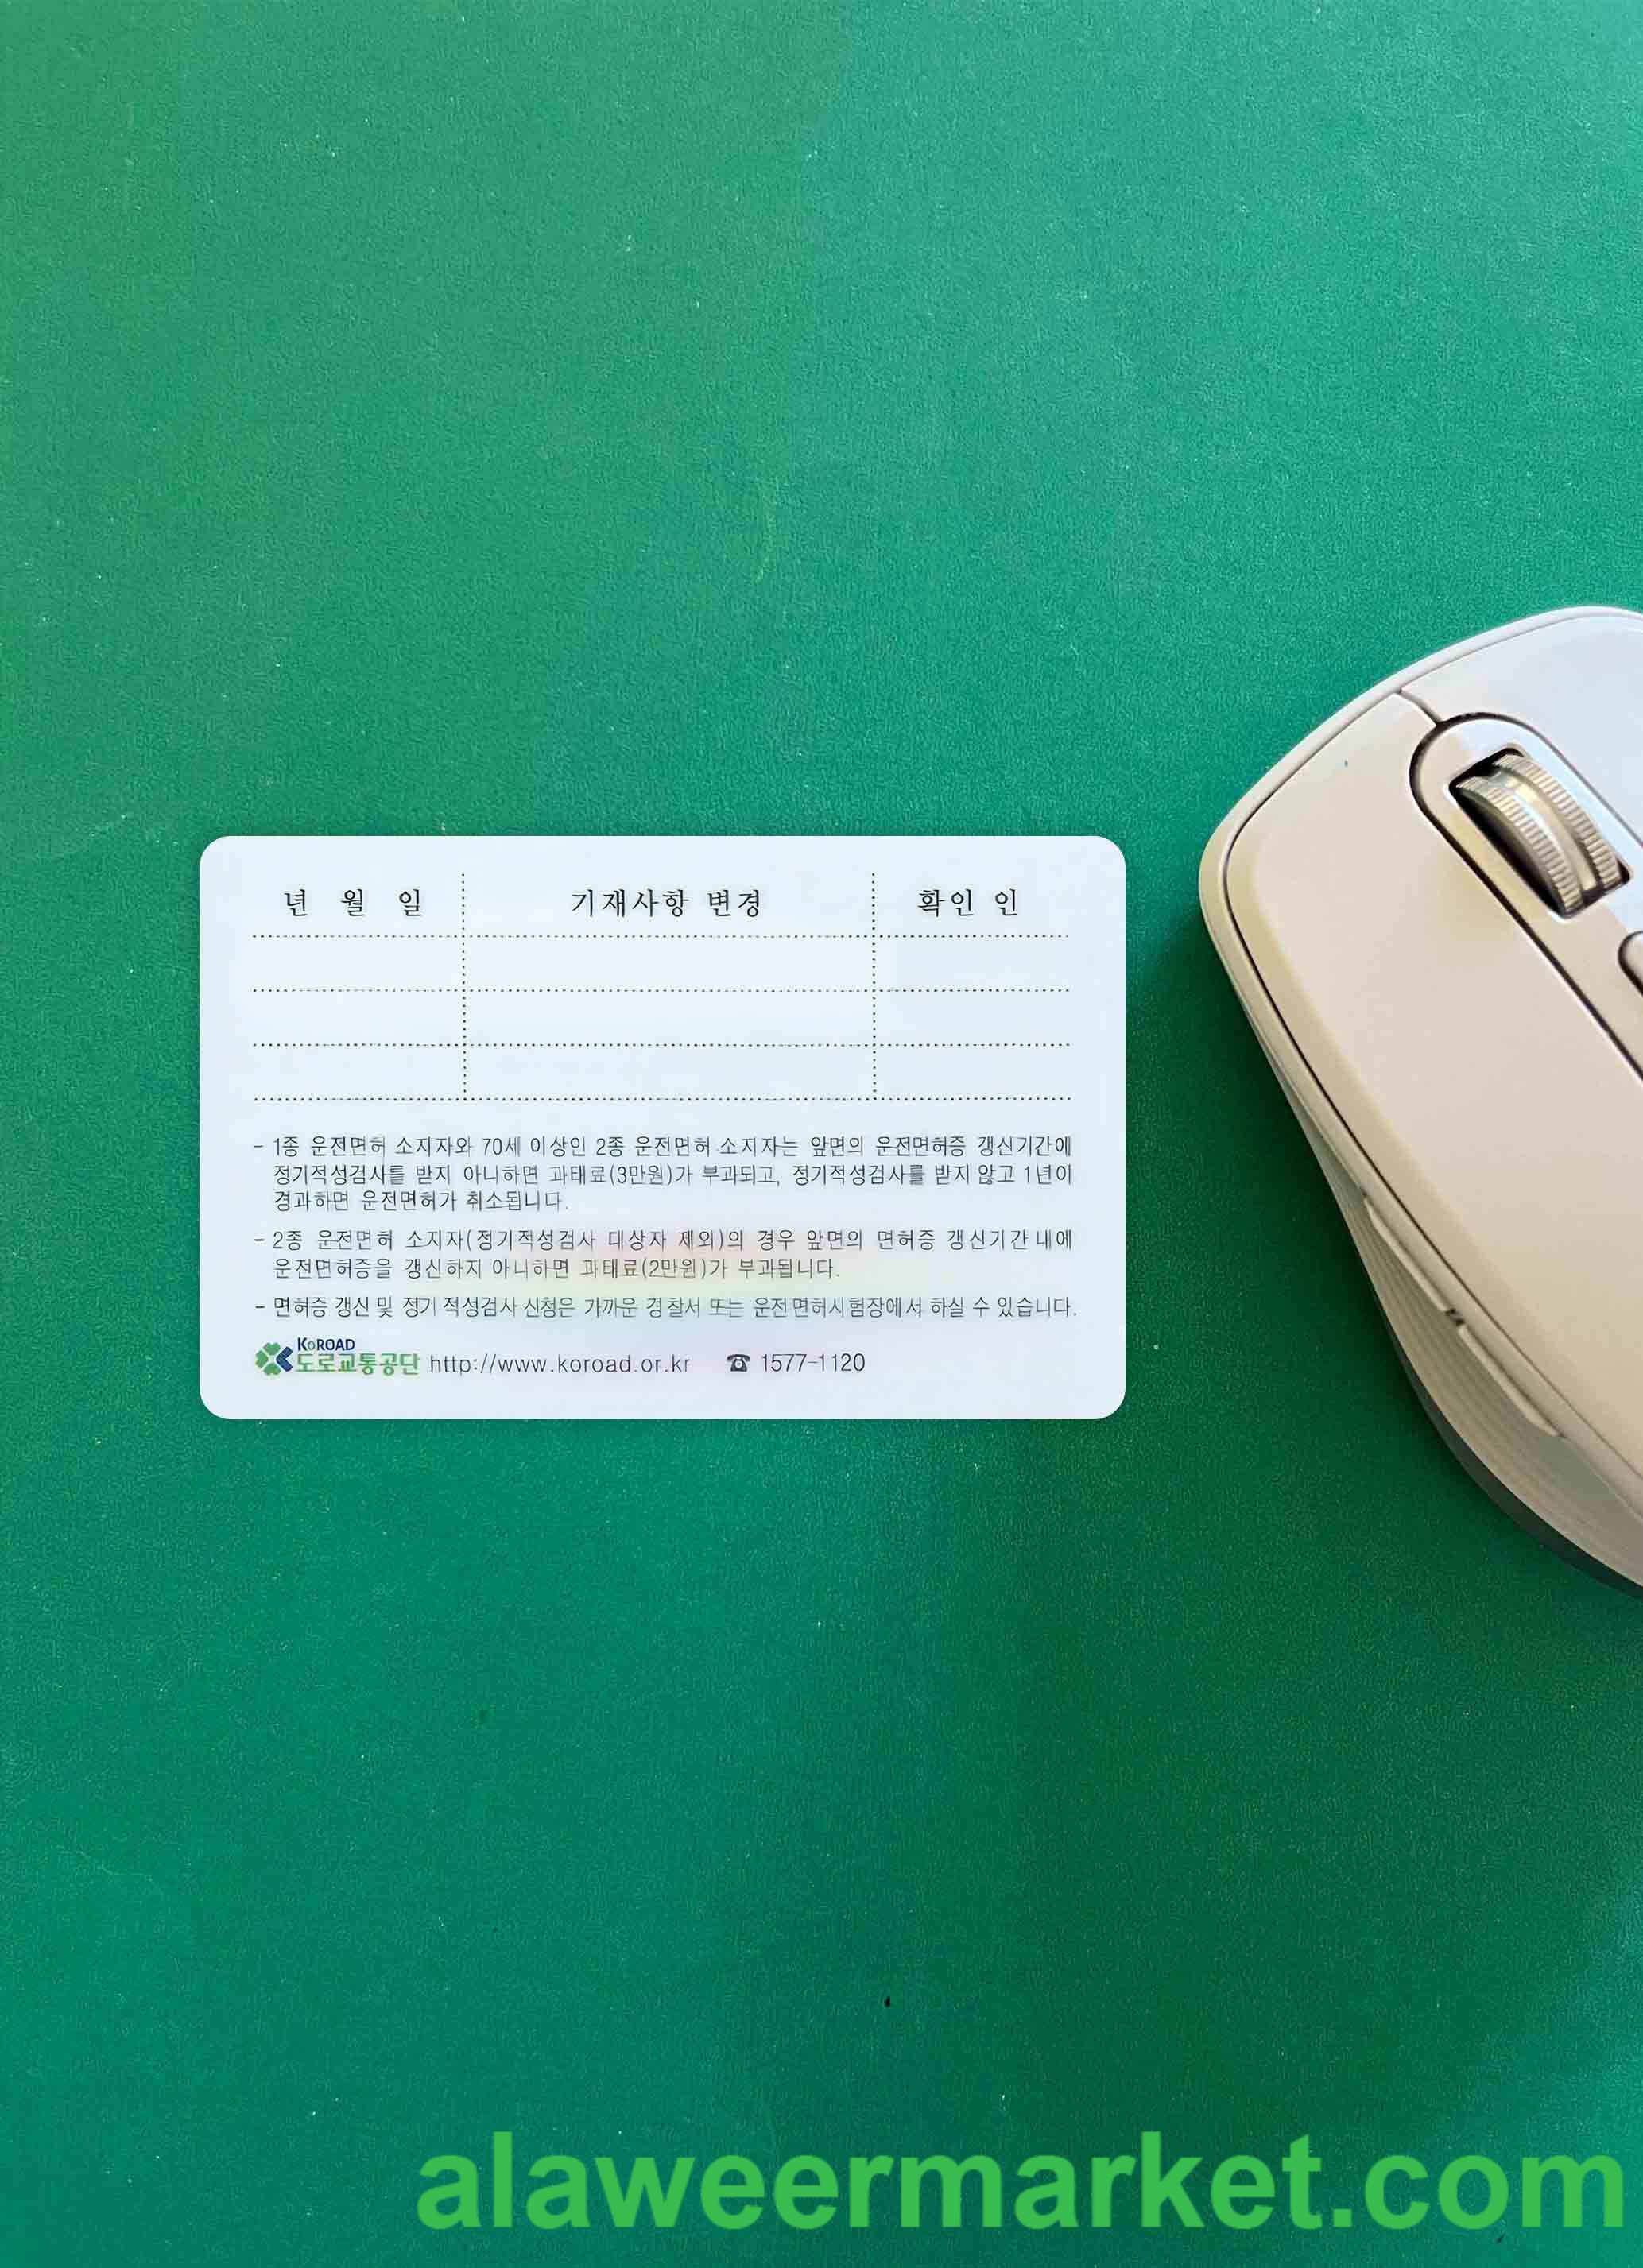 년 월 일 기재사항 변경 확인 인
- 1종 운전면허 소지자와 70세 이상인 2종 운전면허 소지자는 앞면의 운전면허증 갱신기간에
정기적성검사를 받지 아니하면 과태료(3만원)가 부과되고, 정기적성검사를 받지 않고 1년이
경과하면 운전면허가 취소됩니다.
- 2종 운전면허 소지자(정기적성검사 대상자 제외)의 경우 앞면의 면허증 갱신기간 내에
운전면허증을 갱신하지 아니하면 과태료(2만원)가 부과됩니다.
- 면허증 갱신 및 정기 적성검사 신청은 가까운 경찰서 또는 운전면허시험장에서 하실 수 있습니다.
KoROAD
도로교통공단 http://www.koroad.or.kr ☎ 1577-1120
alaweermarket.com